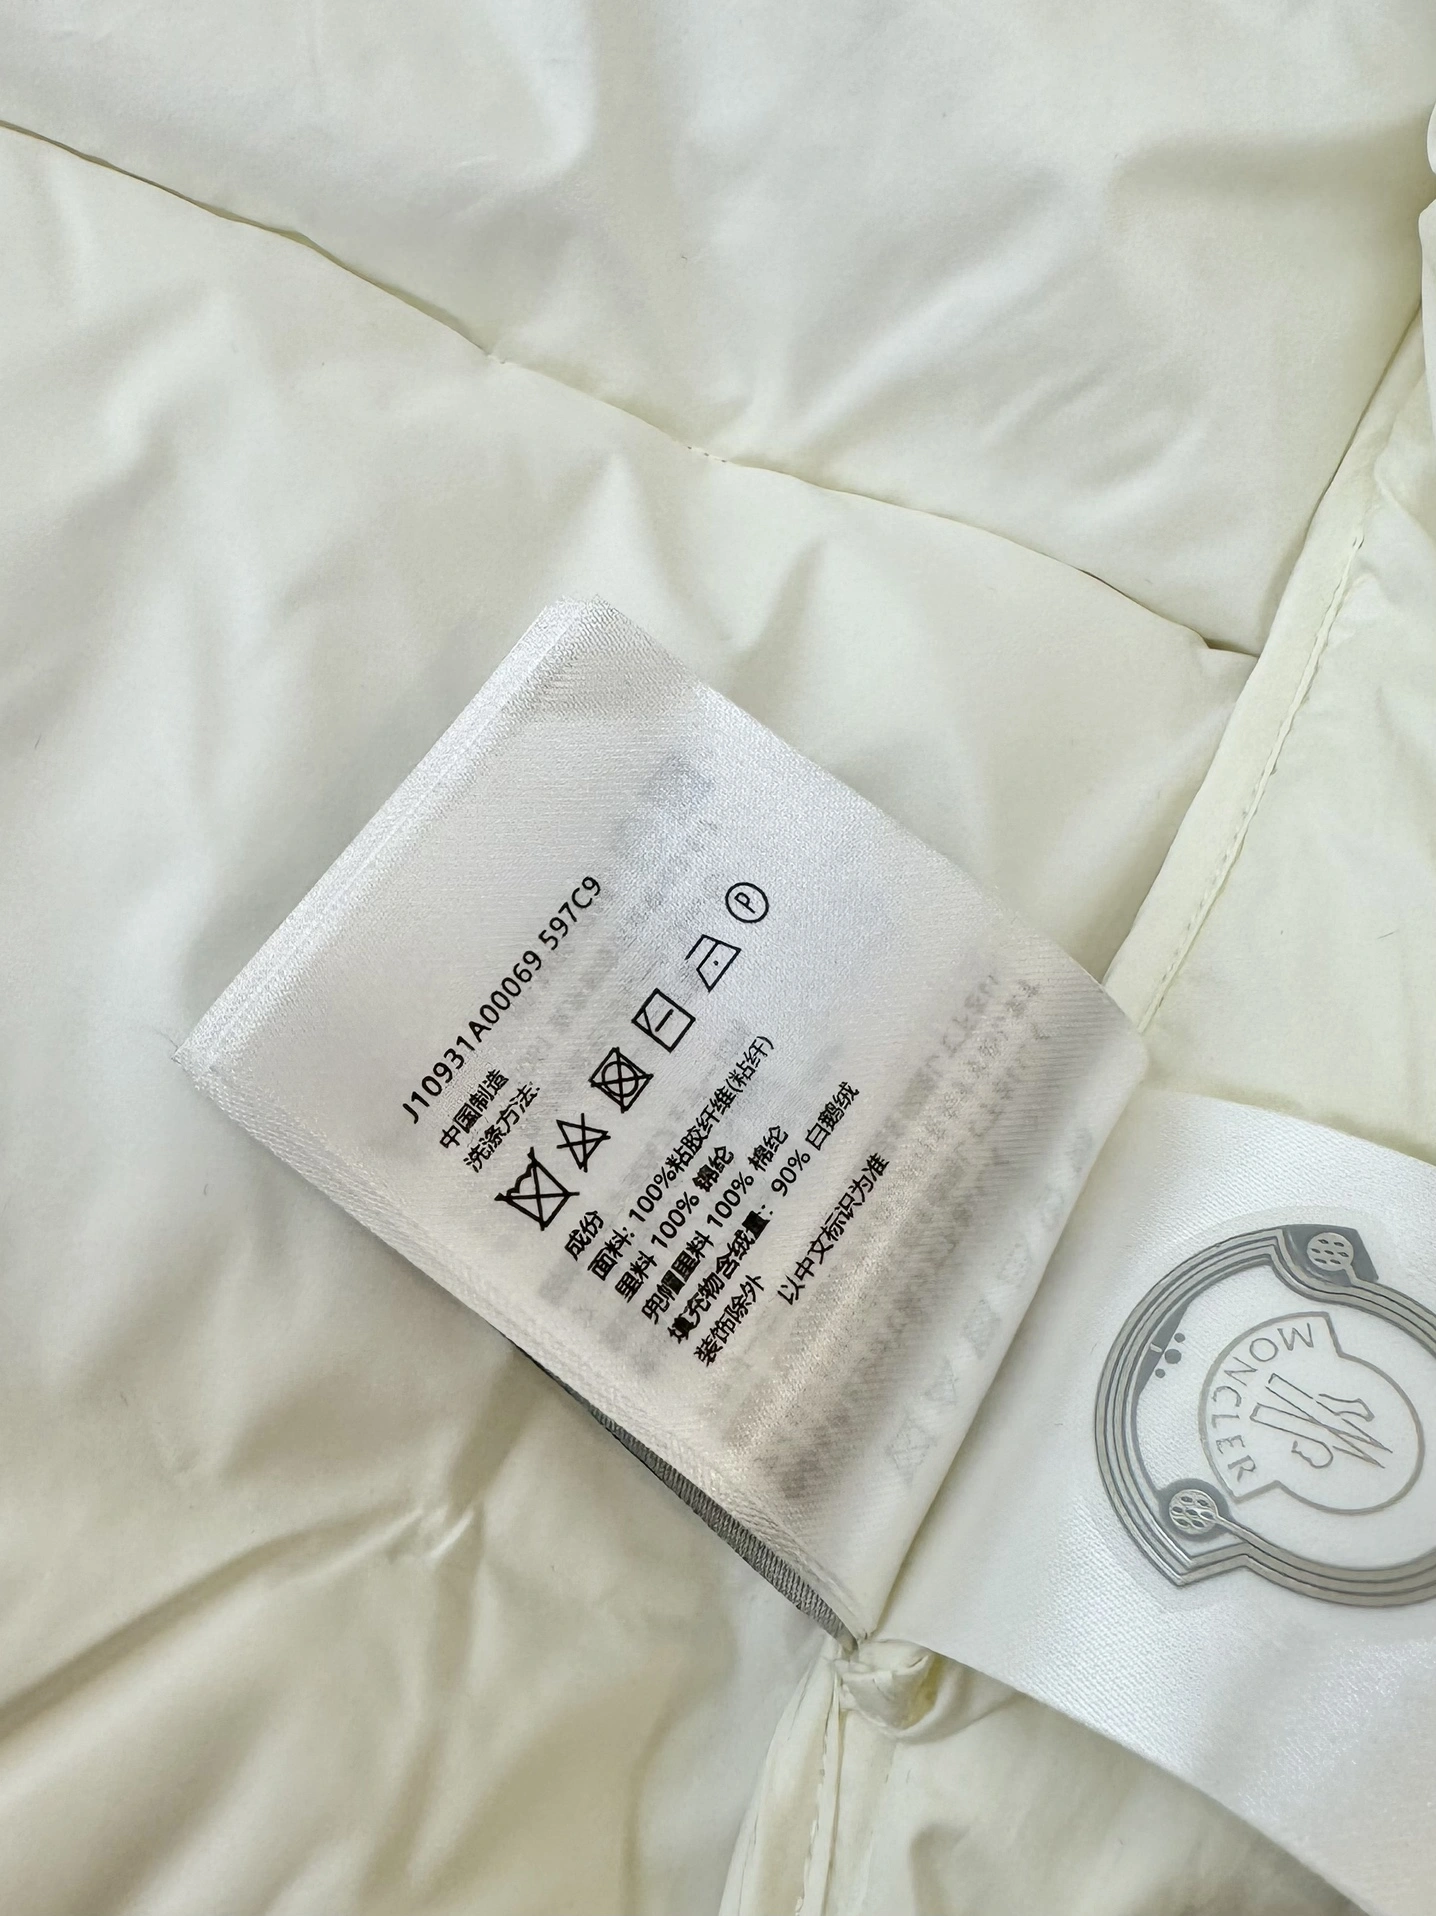 J10931A00069 597C9
中国制造
洗涤方法:
P
成份
面料: 100%粘胶纤维(粘纤)
里料 100% 锦纶
兜帽里料 100% 棉纶
填充物含绒量: 90% 白鹅绒
装饰除外
以中文标识为准
MONCLER